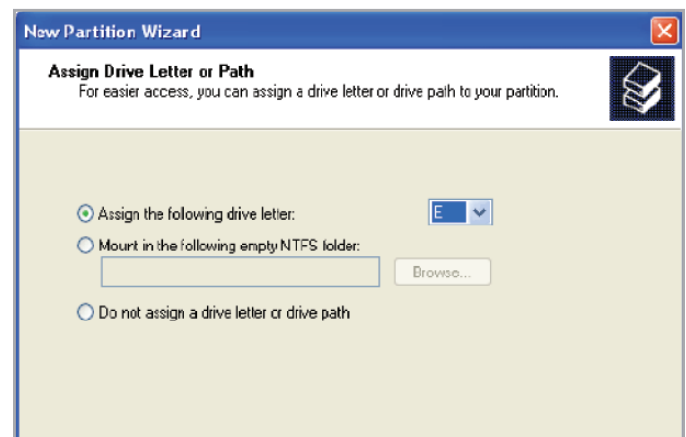 New Partition Wizard
Assign Drive Letter or Path
For easier access, you can assign a drive letter or drive path to your partition.
Assign the following drive letter:
E
Mount in the following empty NTFS folder:
Browse...
Do not assign a drive letter or drive path